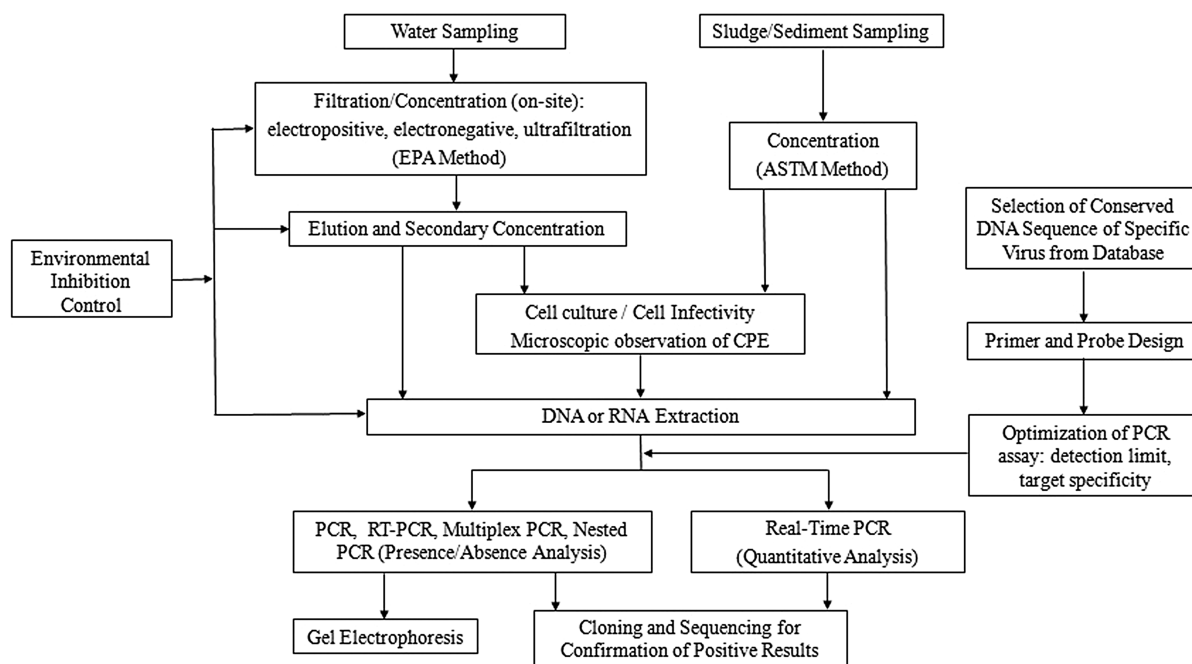 Water Sampling
Sludge/Sediment Sampling
Filtration/Concentration (on-site):
electropositive, electronegative, ultrafiltration
(EPA Method)
Concentration
(ASTM Method)
Selection of Conserved
DNA Sequence of Specific
Virus from Database
Elution and Secondary Concentration
Environmental
Inhibition
Control
Cell culture / Cell Infectivity
Microscopic observation of CPE
Primer and Probe Design
DNA or RNA Extraction
Optimization of PCR
assay: detection limit,
target specificity
PCR, RT-PCR, Multiplex PCR, Nested
PCR (Presence/Absence Analysis)
Real-Time PCR
(Quantitative Analysis)
Gel Electrophoresis
Cloning and Sequencing for
Confirmation of Positive Results